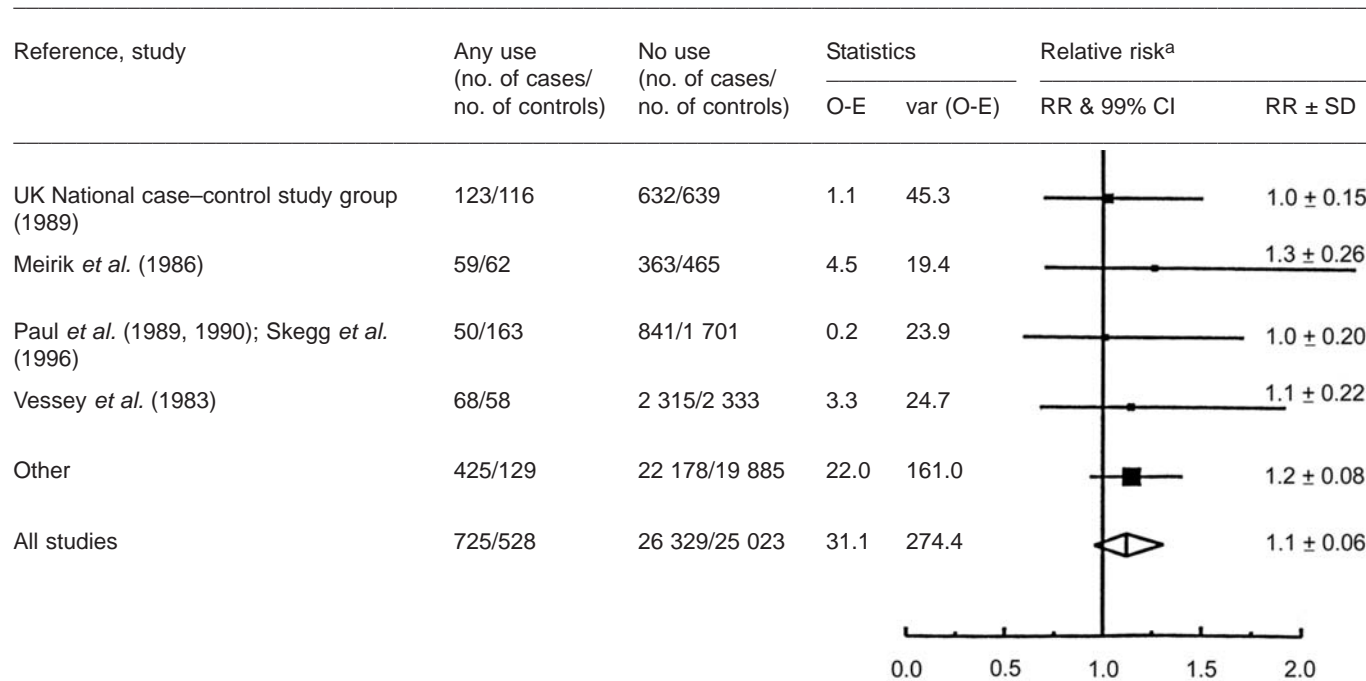 Reference, study Any use No use Statistics Relative riskᵃ
(no. of cases/ (no. of cases/
no. of controls) no. of controls) O-E var (O-E) RR & 99% CI RR ± SD
UK National case–control study group 123/116 632/639 1.1 45.3 1.0 ± 0.15
(1989)
Meirik et al. (1986) 59/62 363/465 4.5 19.4 1.3 ± 0.26
Paul et al. (1989, 1990); Skegg et al. 50/163 841/1 701 0.2 23.9 1.0 ± 0.20
(1996)
Vessey et al. (1983) 68/58 2 315/2 333 3.3 24.7 1.1 ± 0.22
Other 425/129 22 178/19 885 22.0 161.0 1.2 ± 0.08
All studies 725/528 26 329/25 023 31.1 274.4 1.1 ± 0.06
0.0 0.5 1.0 1.5 2.0